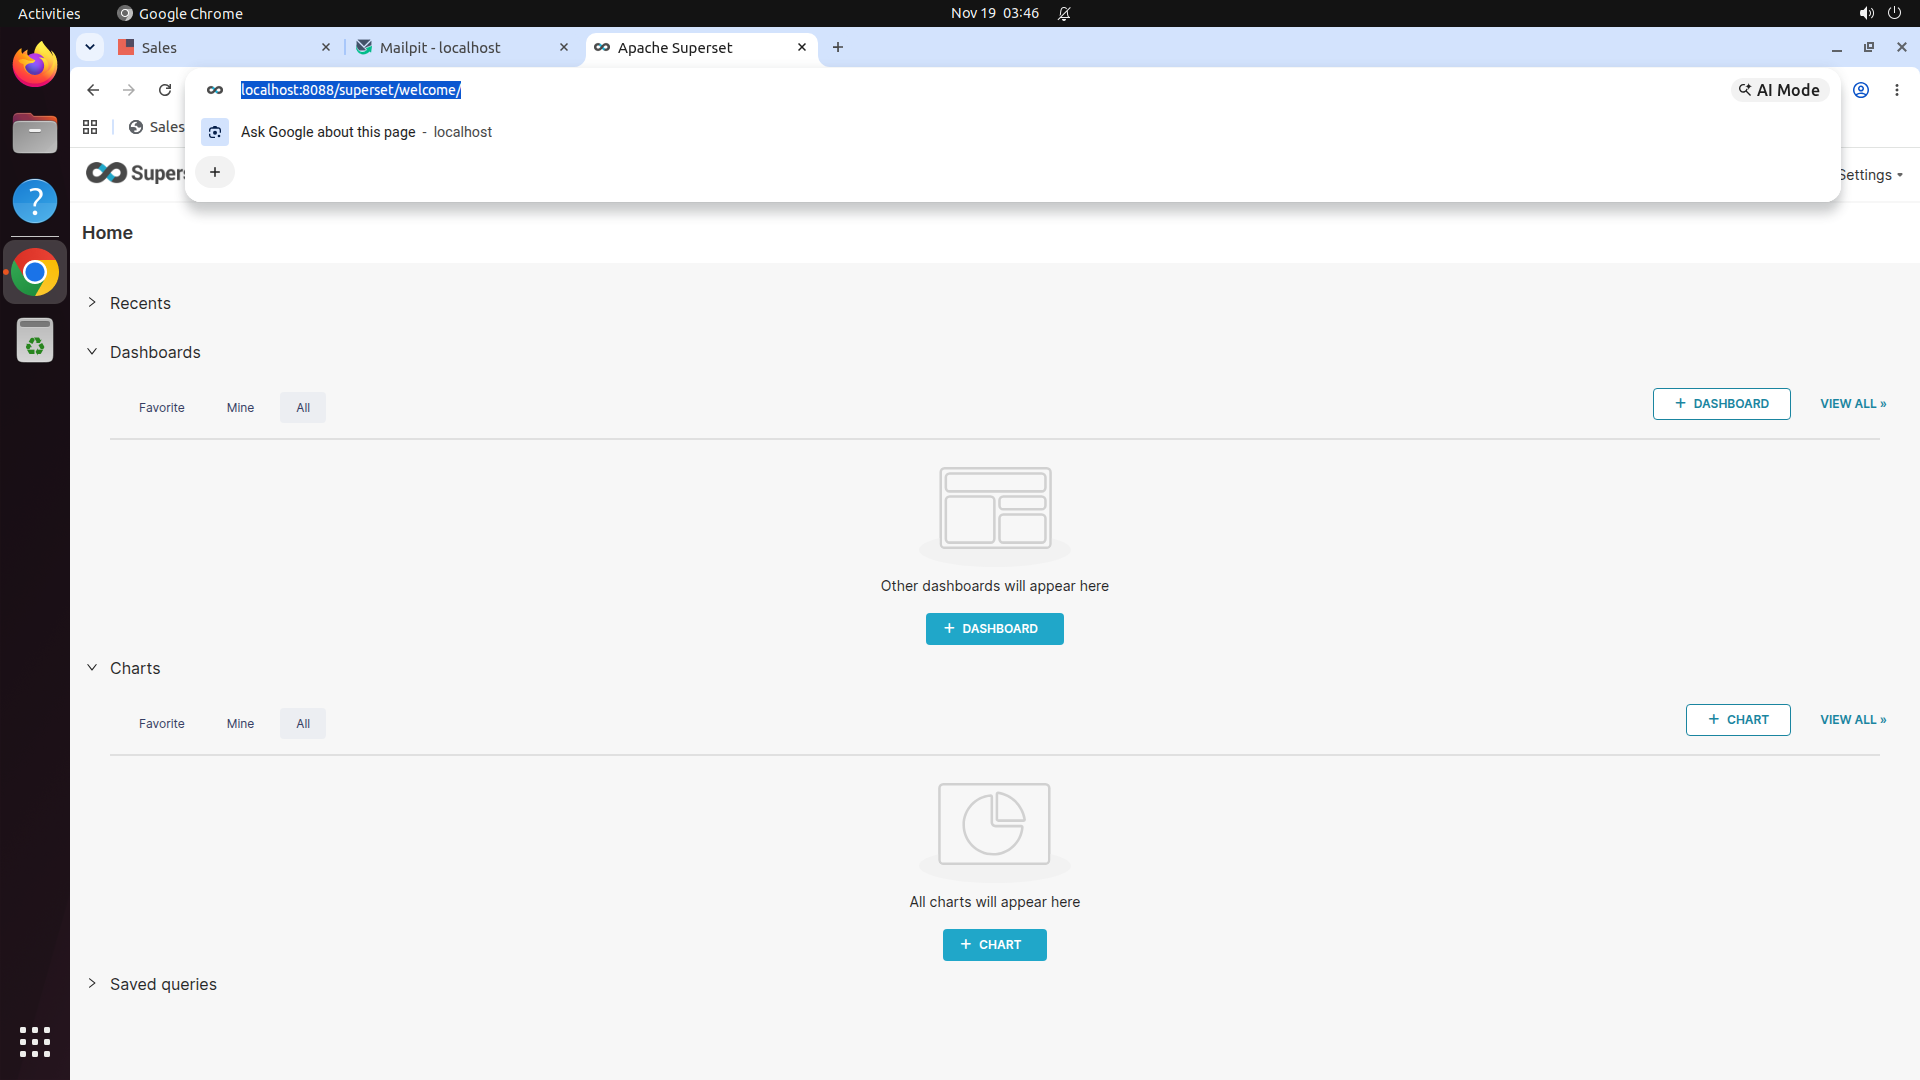 Activities
Google Chrome
Nov 19 03:46
Sales
Mailpit - localhost
Apache Superset
localhost:8088/superset/welcome/
AI Mode
Sales
Ask Google about this page - localhost
Settings
Home
Recents
Dashboards
Favorite
Mine
All
+ DASHBOARD
VIEW ALL »
Other dashboards will appear here
+ DASHBOARD
Charts
Favorite
Mine
All
+ CHART
VIEW ALL »
All charts will appear here
+ CHART
Saved queries